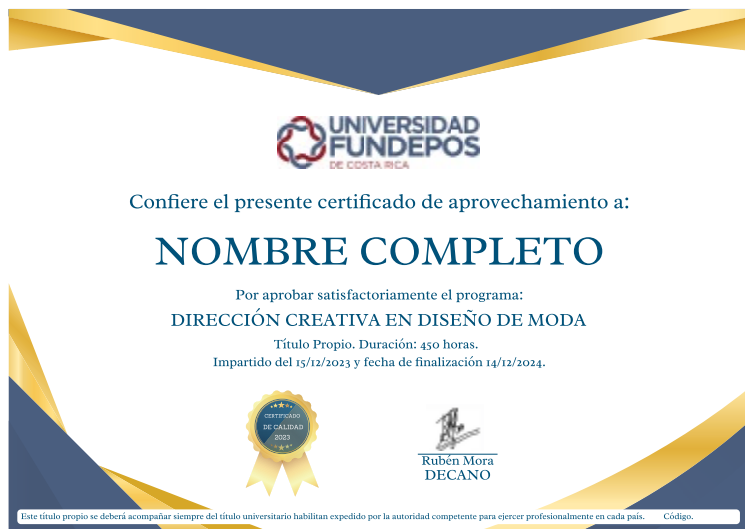 UNIVERSIDAD
FUNDEPOS
DE COSTA RICA
Confiere el presente certificado de aprovechamiento a:
NOMBRE COMPLETO
Por aprobar satisfactoriamente el programa:
DIRECCIÓN CREATIVA EN DISEÑO DE MODA
Título Propio. Duración: 450 horas.
Impartido del 15/12/2023 y fecha de finalización 14/12/2024.
CERTIFICADO
DE CALIDAD
2023
Rubén Mora
DECANO
Este título propio se deberá acompañar siempre del título universitario habilitan expedido por la autoridad competente para ejercer profesionalmente en cada país. Código.